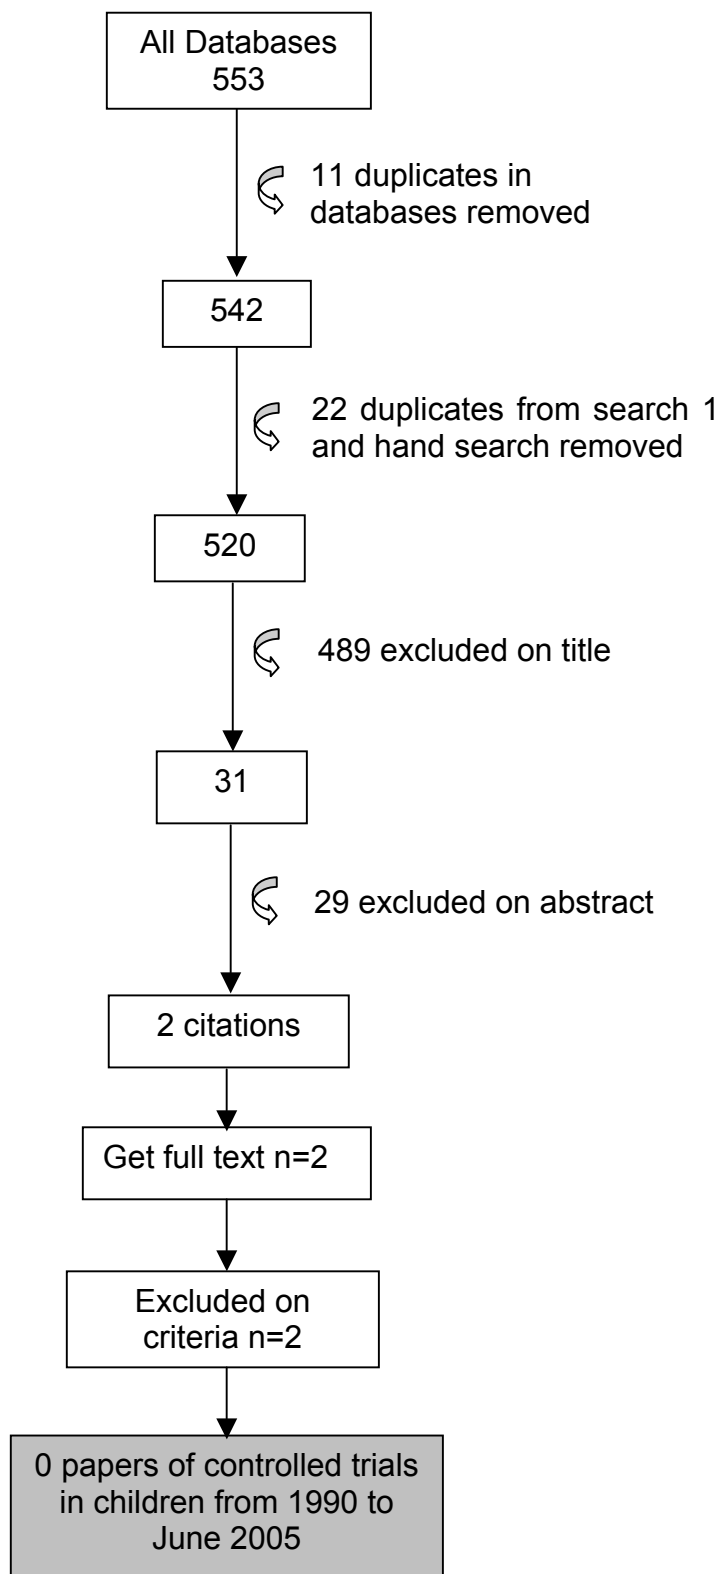 All Databases
553
11 duplicates in
databases removed
542
22 duplicates from search 1
and hand search removed
520
489 excluded on title
31
29 excluded on abstract
2 citations
Get full text n=2
Excluded on
criteria n=2
0 papers of controlled trials
in children from 1990 to
June 2005